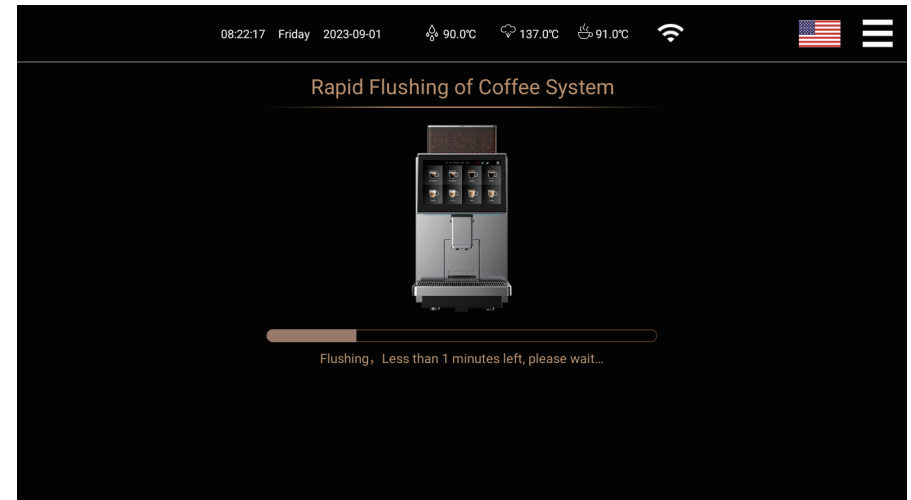 08:22:17 Friday 2023-09-01 90.0℃ 137.0℃ 91.0℃
Rapid Flushing of Coffee System
Flushing，Less than 1 minutes left, please wait...